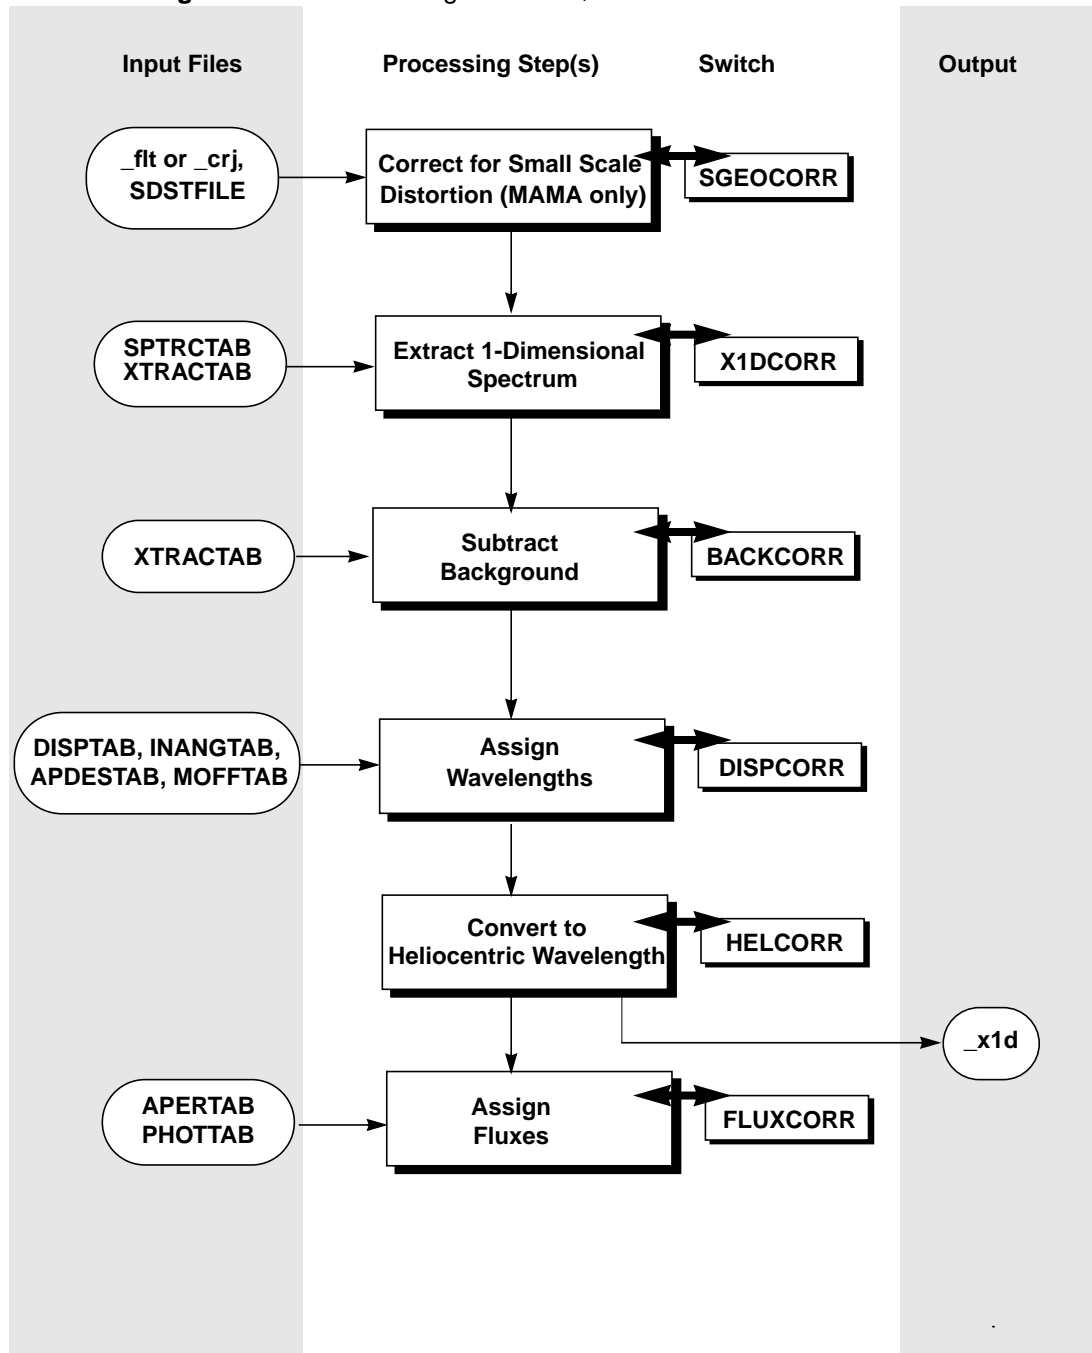 Input Files
Processing Step(s)
Switch
Output
_flt or _crj,
SDSTFILE
Correct for Small Scale
Distortion (MAMA only)
SGEOCORR
SPTRCTAB
XTRACTAB
Extract 1-Dimensional
Spectrum
X1DCORR
XTRACTAB
Subtract
Background
BACKCORR
DISPTAB, INANGTAB,
APDESTAB, MOFFTAB
Assign
Wavelengths
DISPCORR
Convert to
Heliocentric Wavelength
HELCORR
_x1d
APERTAB
PHOTTAB
Assign
Fluxes
FLUXCORR